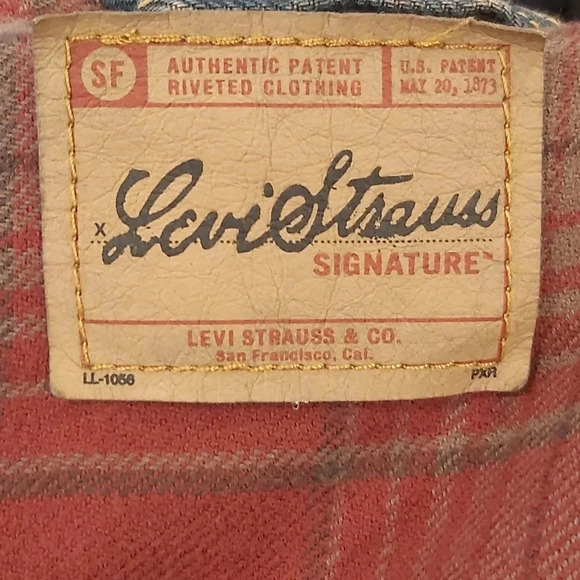 SF
AUTHENTIC PATENT
RIVETED CLOTHING
U.S. PATENT
MAY 20, 1873
x Levi Strauss
SIGNATURE™
LEVI STRAUSS & CO.
San Francisco, Cal.
LL-1056